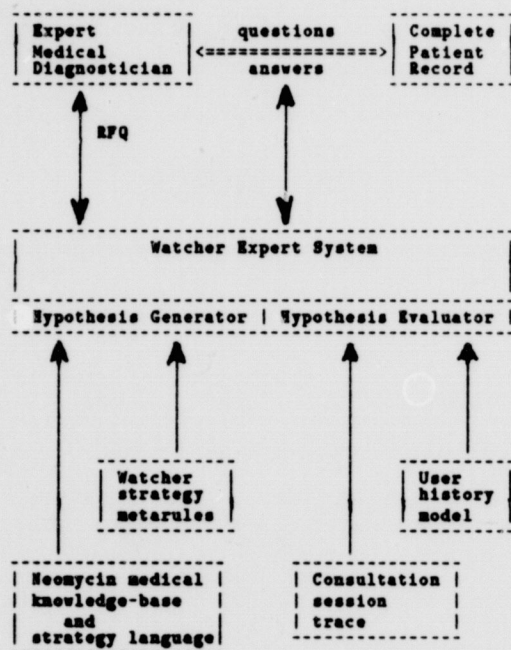 Expert
Medical
Diagnostician
questions
<================>
answers
Complete
Patient
Record
RFQ
Watcher Expert System
Hypothesis Generator | Hypothesis Evaluator
Watcher
strategy
metarules
User
history
model
Neomycin medical
knowledge-base
and
strategy language
Consultation
session
trace